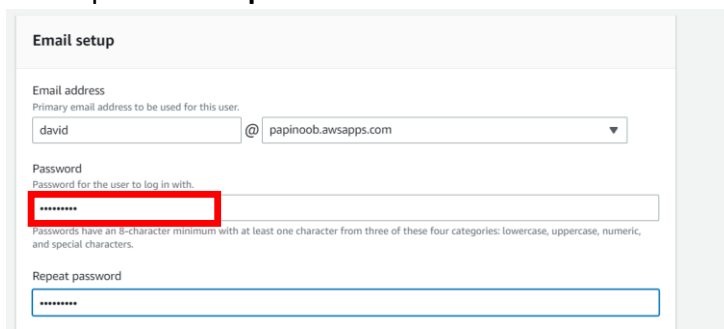 Email setup
Email address
Primary email address to be used for this user.
david @ papinoob.awsapps.com
Password
Password for the user to log in with.
•••••••••
Passwords have an 8-character minimum with at least one character from three of these four categories: lowercase, uppercase, numeric,
and special characters.
Repeat password
•••••••••